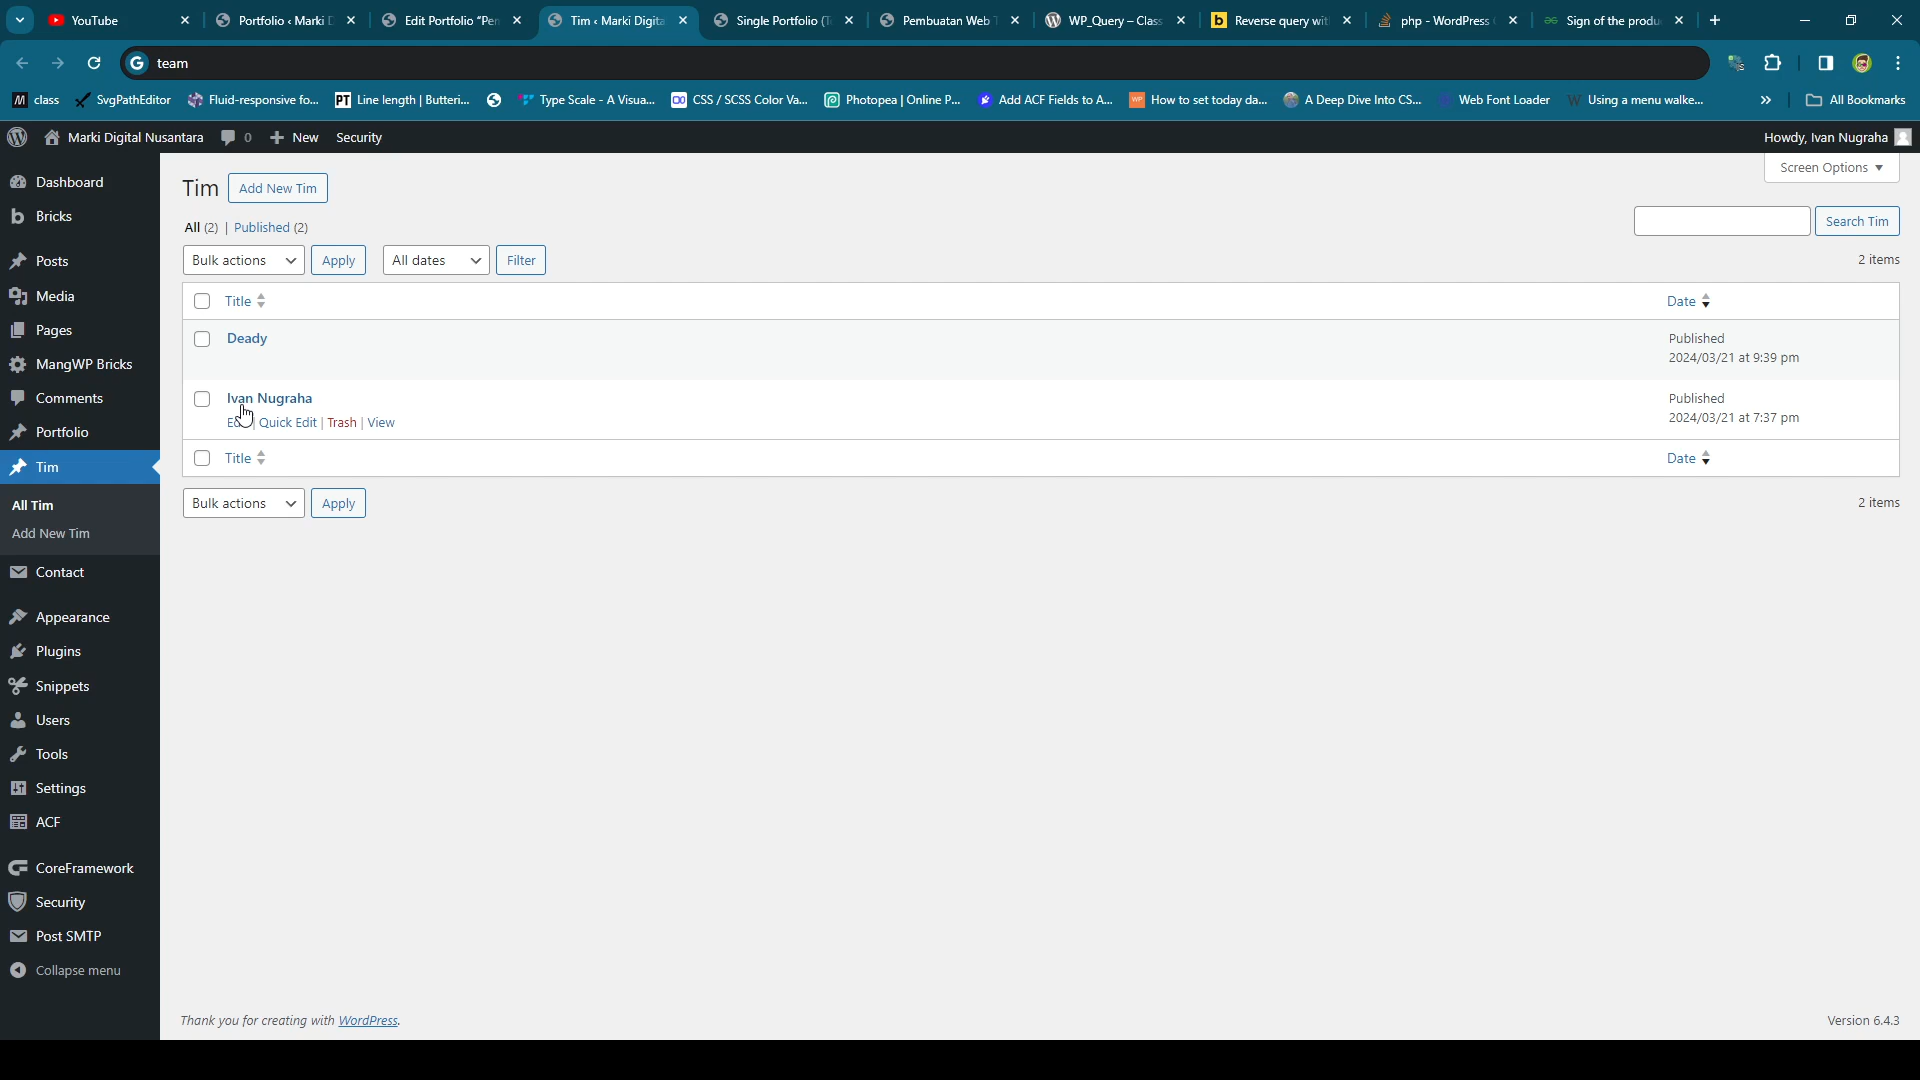 YouTube
Portfolio ‹ Marki D
Edit Portfolio "Pen
Tim ‹ Marki Digita
Single Portfolio (T
Pembuatan Web
WP_Query – Class
Reverse query wit
php - WordPress
Sign of the produ
team
class
SvgPathEditor
Fluid-responsive fo...
PT Line length | Butteri...
Type Scale - A Visua...
CSS / SCSS Color Va...
Photopea | Online P...
Add ACF Fields to A...
How to set today da...
A Deep Dive Into CS...
Web Font Loader
Using a menu walke...
»
All Bookmarks
Marki Digital Nusantara
0
New
Security
Howdy, Ivan Nugraha
Dashboard
Bricks
Posts
Media
Pages
MangWP Bricks
Comments
Portfolio
Tim
All Tim
Add New Tim
Contact
Appearance
Plugins
Snippets
Users
Tools
Settings
ACF
CoreFramework
Security
Post SMTP
Collapse menu
Screen Options
Tim
Add New Tim
All (2) | Published (2)
Search Tim
Bulk actions
Apply
All dates
Filter
2 items
Title
Date
Deady
Published
2024/03/21 at 9:39 pm
Ivan Nugraha
Quick Edit | Trash | View
Published
2024/03/21 at 7:37 pm
Title
Date
Bulk actions
Apply
2 items
Thank you for creating with WordPress.
Version 6.4.3